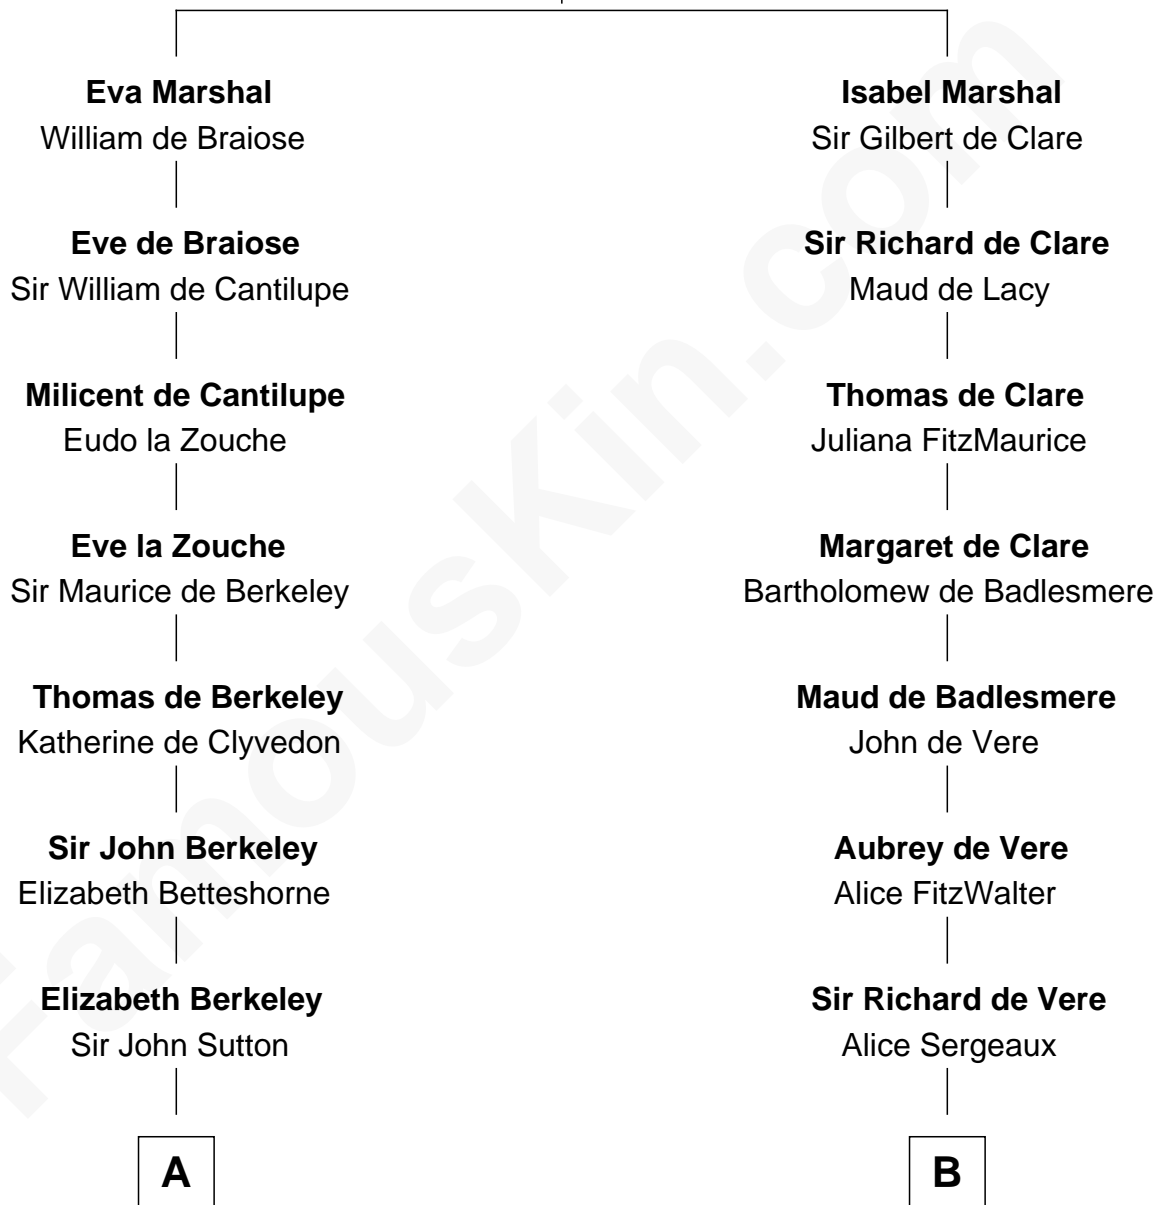 Eva Marshal
William de Braiose
Eve de Braiose
Sir William de Cantilupe
Milicent de Cantilupe
Eudo la Zouche
Eve la Zouche
Sir Maurice de Berkeley
Thomas de Berkeley
Katherine de Clyvedon
Sir John Berkeley
Elizabeth Betteshorne
Elizabeth Berkeley
Sir John Sutton
A
Isabel Marshal
Sir Gilbert de Clare
Sir Richard de Clare
Maud de Lacy
Thomas de Clare
Juliana FitzMaurice
Margaret de Clare
Bartholomew de Badlesmere
Maud de Badlesmere
John de Vere
Aubrey de Vere
Alice FitzWalter
Sir Richard de Vere
Alice Sergeaux
B
FamousKin.com